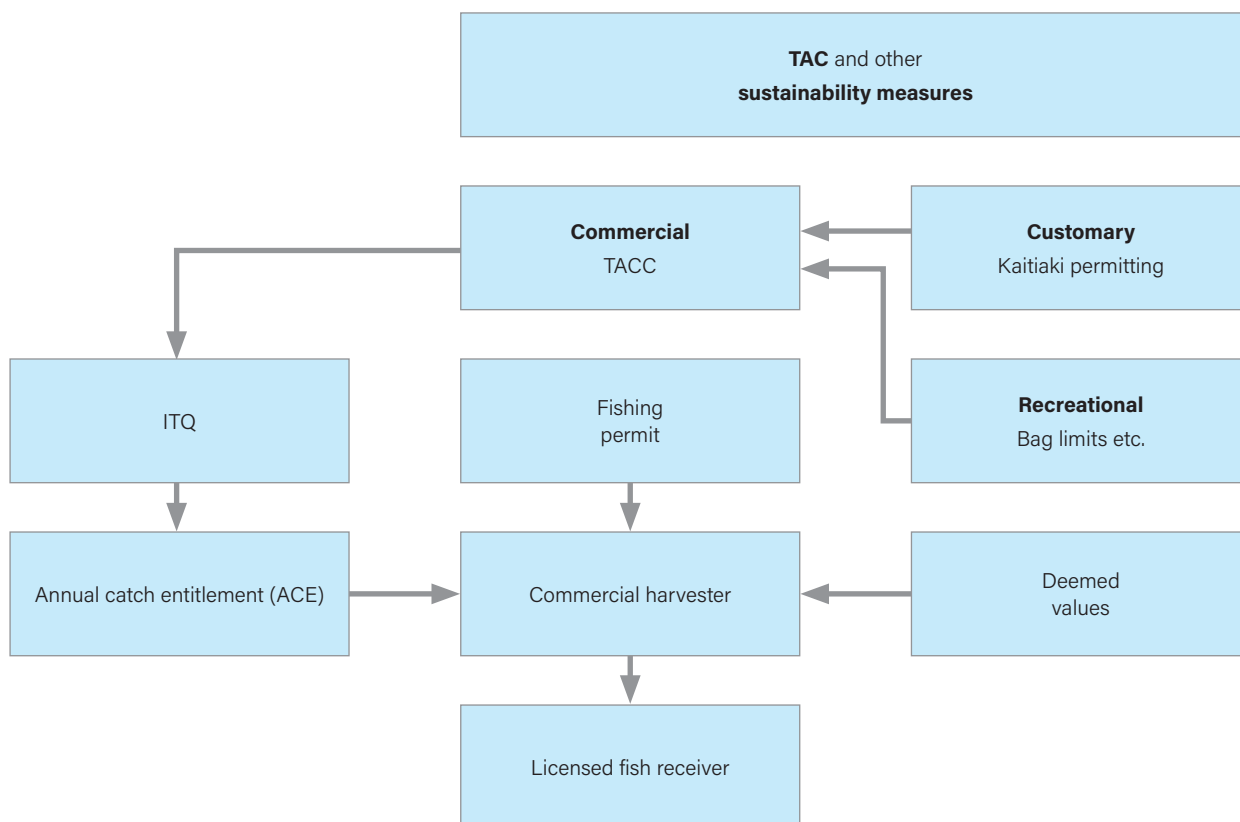 TAC and other
sustainability measures
Commercial
TACC
Customary
Kaitiaki permitting
ITQ
Fishing
permit
Recreational
Bag limits etc.
Annual catch entitlement (ACE)
Commercial harvester
Deemed
values
Licensed fish receiver